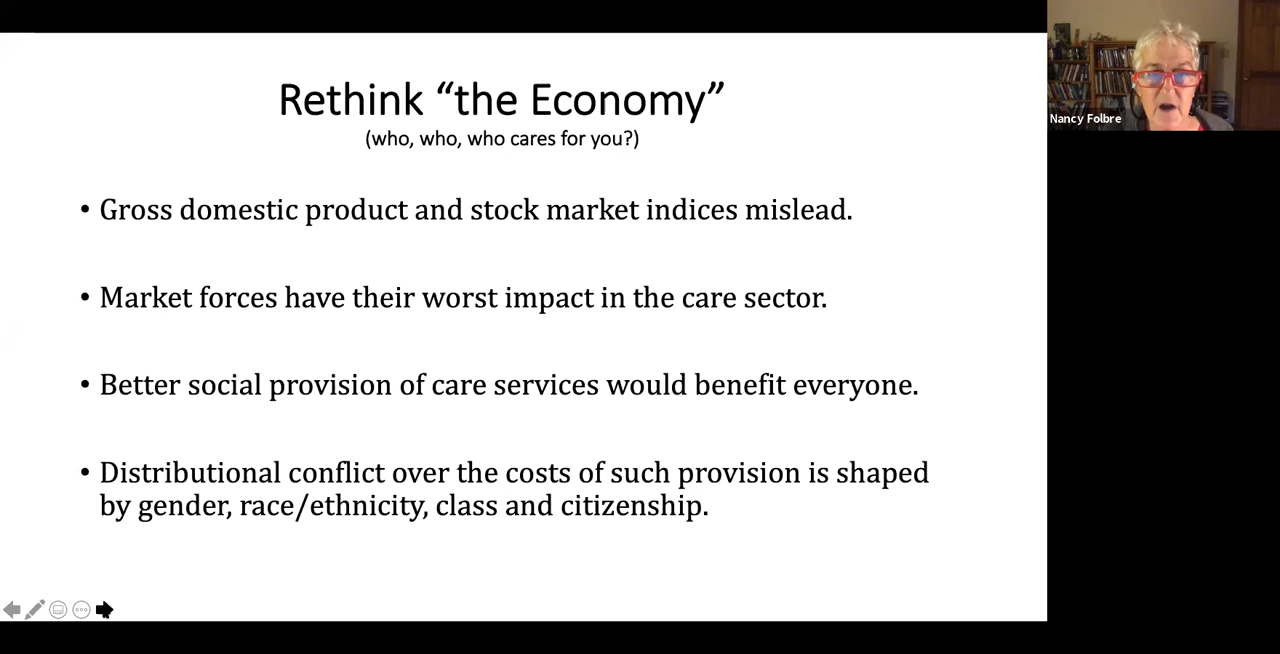 Rethink “the Economy”
(who, who, who cares for you?)
• Gross domestic product and stock market indices mislead.
• Market forces have their worst impact in the care sector.
• Better social provision of care services would benefit everyone.
• Distributional conflict over the costs of such provision is shaped
by gender, race/ethnicity, class and citizenship.
Nancy Folbre